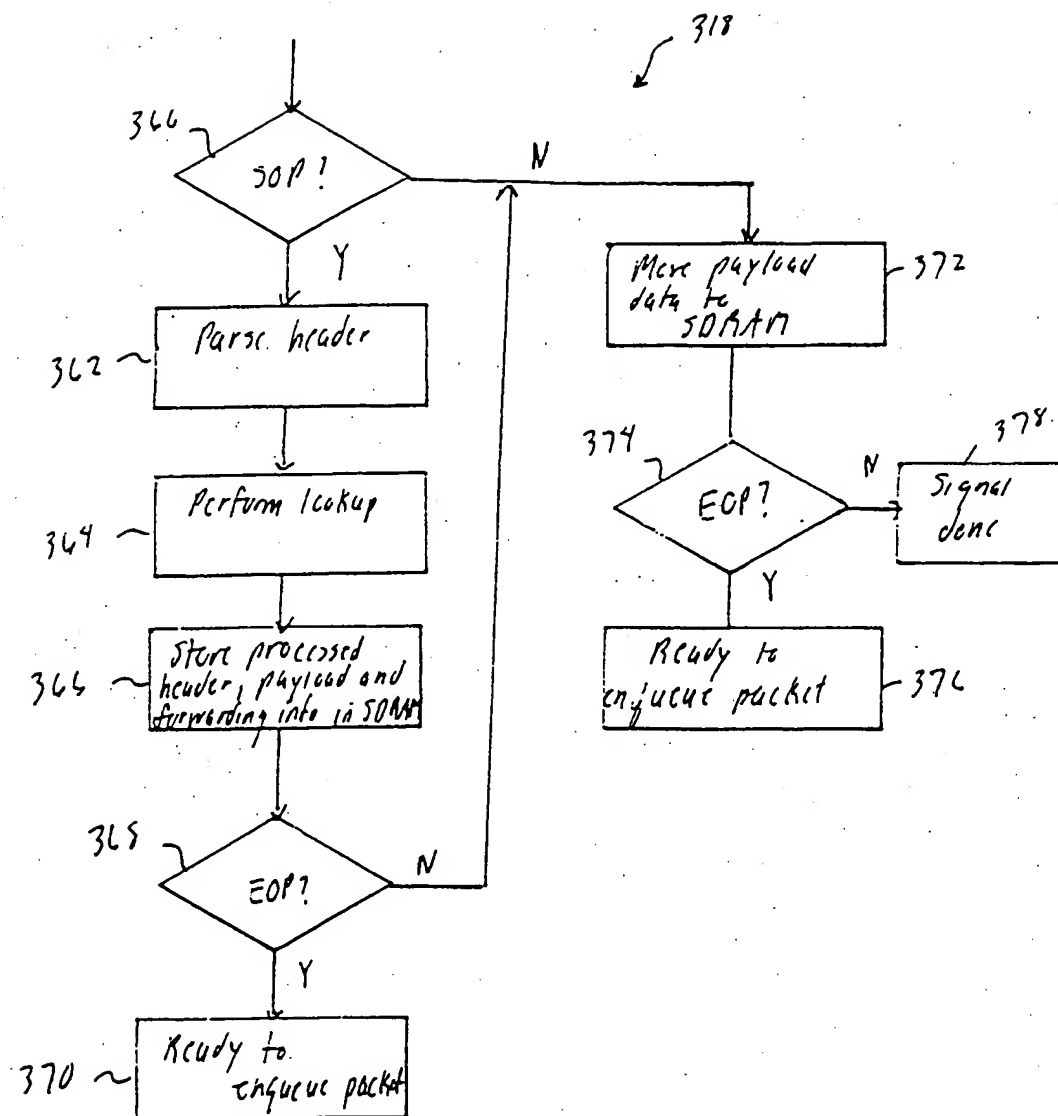 318
366
SOP?
N
Y
Move payload
data to
SDRAM
372
Parse header
362
374
EOP?
N
378
Signal
done
Perform lookup
364
Y
Store processed
header, payload and
forwarding info in SDRAM
366
Ready to
enqueue packet
376
368
EOP?
N
Y
Ready to
enqueue packet
370